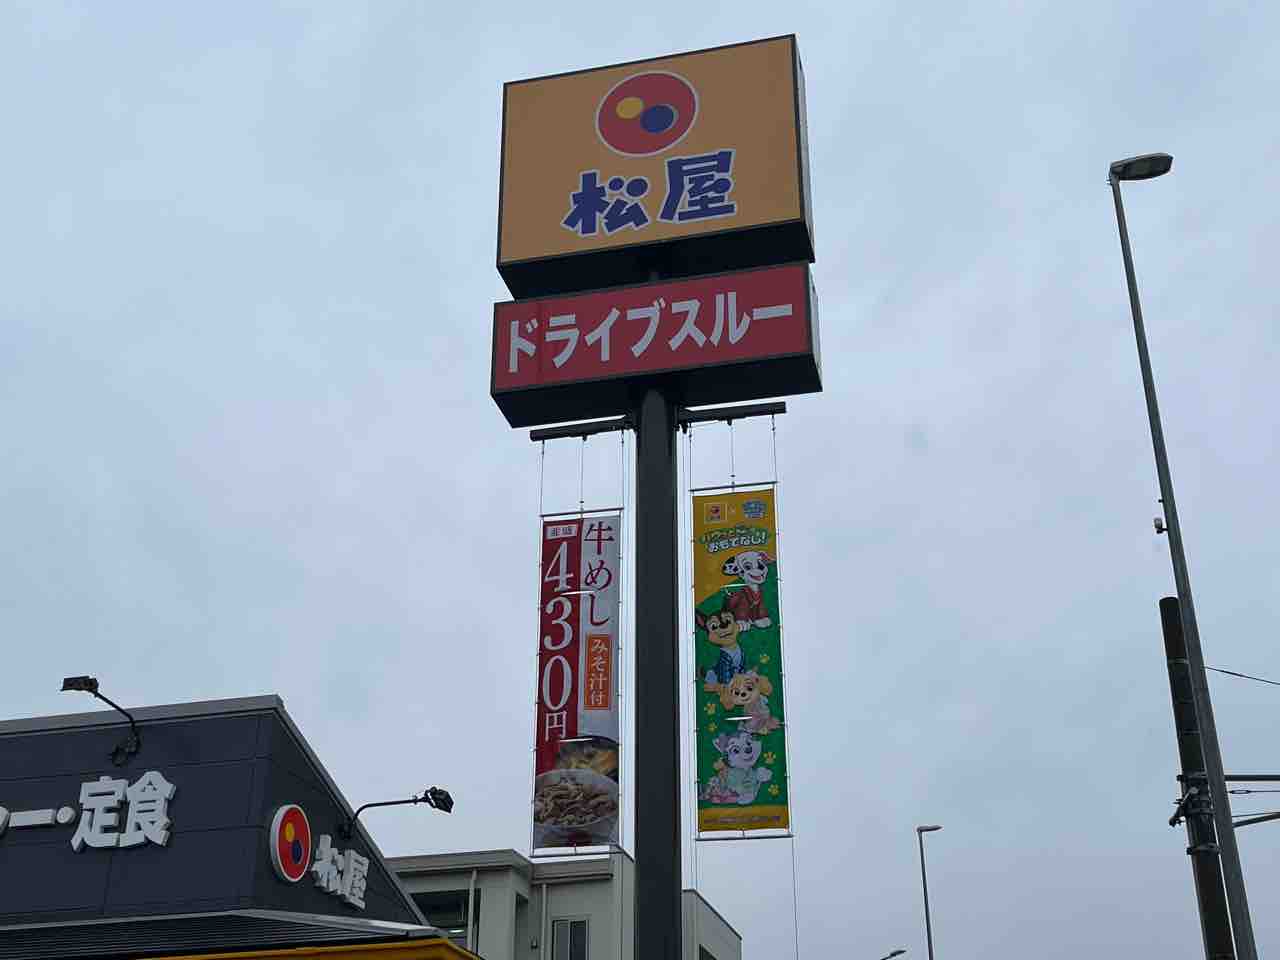 松屋
ドライブスルー
牛めし
みそ汁付
並盛
430円
おもてなし!
ー・定食
松屋